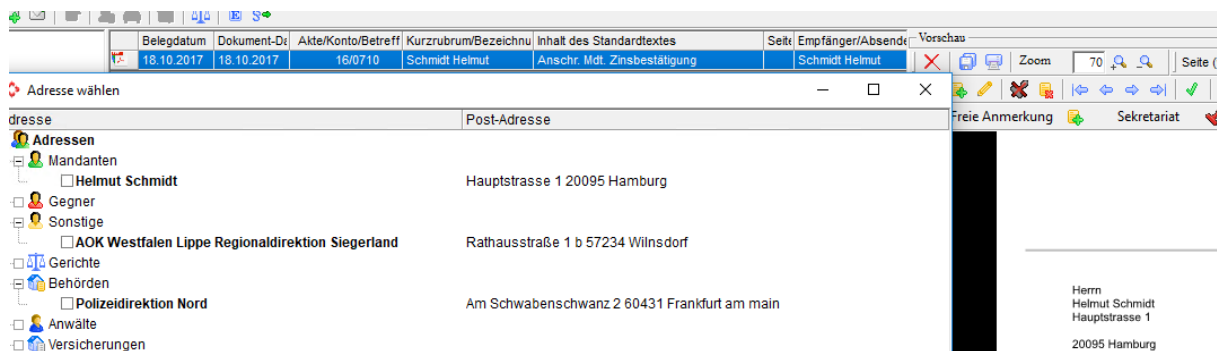 Belegdatum Dokument-Da Akte/Konto/Betreff Kurzrubrum/Bezeichnu Inhalt des Standardtextes Seite Empfänger/Absende Vorschau
18.10.2017 18.10.2017 16/0710 Schmidt Helmut Anschr. Mdt. Zinsbestätigung Schmidt Helmut Zoom 70 Seite (
Adresse wählen
dresse Post-Adresse Freie Anmerkung Sekretariat
Adressen
Mandanten
Helmut Schmidt Hauptstrasse 1 20095 Hamburg
Gegner
Sonstige
AOK Westfalen Lippe Regionaldirektion Siegerland Rathausstraße 1 b 57234 Wilnsdorf
Gerichte
Behörden
Polizeidirektion Nord Am Schwabenschwanz 2 60431 Frankfurt am main
Anwälte
Versicherungen
Herrn
Helmut Schmidt
Hauptstrasse 1
20095 Hamburg